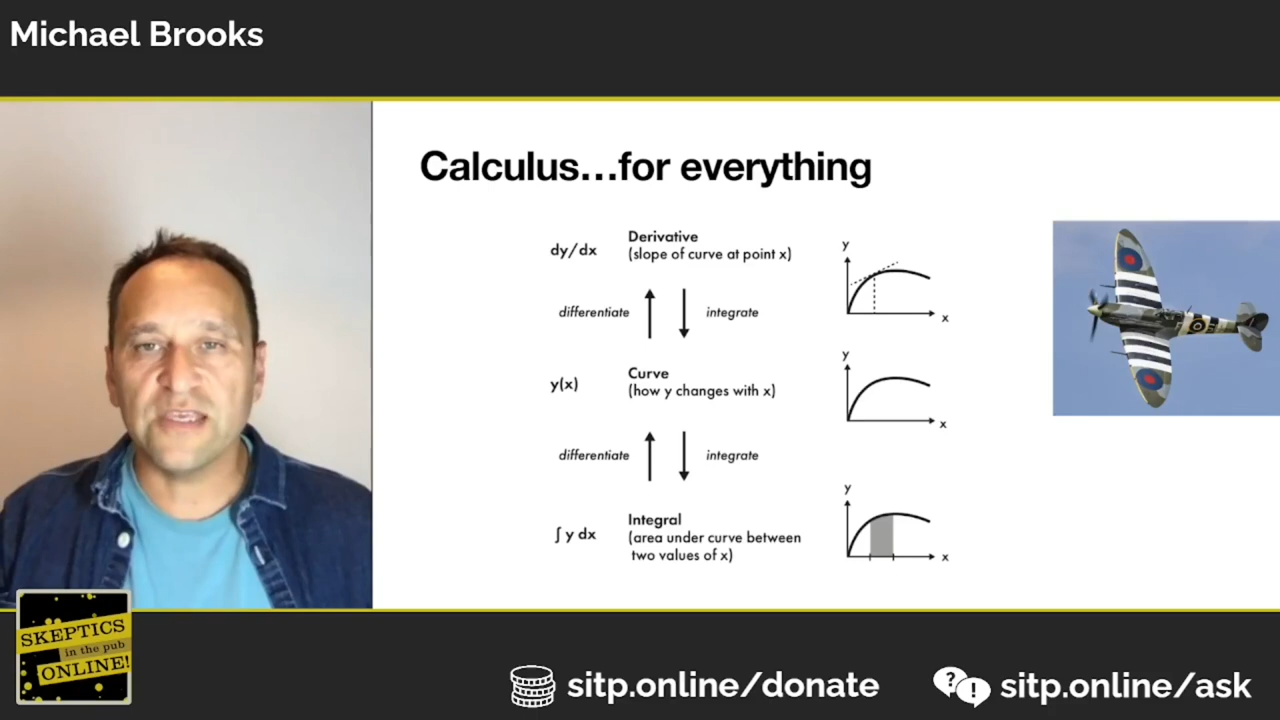 Michael Brooks
Calculus...for everything
dy/dx
Derivative
(slope of curve at point x)
differentiate
integrate
y
x
y(x)
Curve
(how y changes with x)
y
x
differentiate
integrate
∫ y dx
Integral
(area under curve between
two values of x)
y
x
SKEPTICS
in the pub
ONLINE!
sitp.online/donate
?!
sitp.online/ask